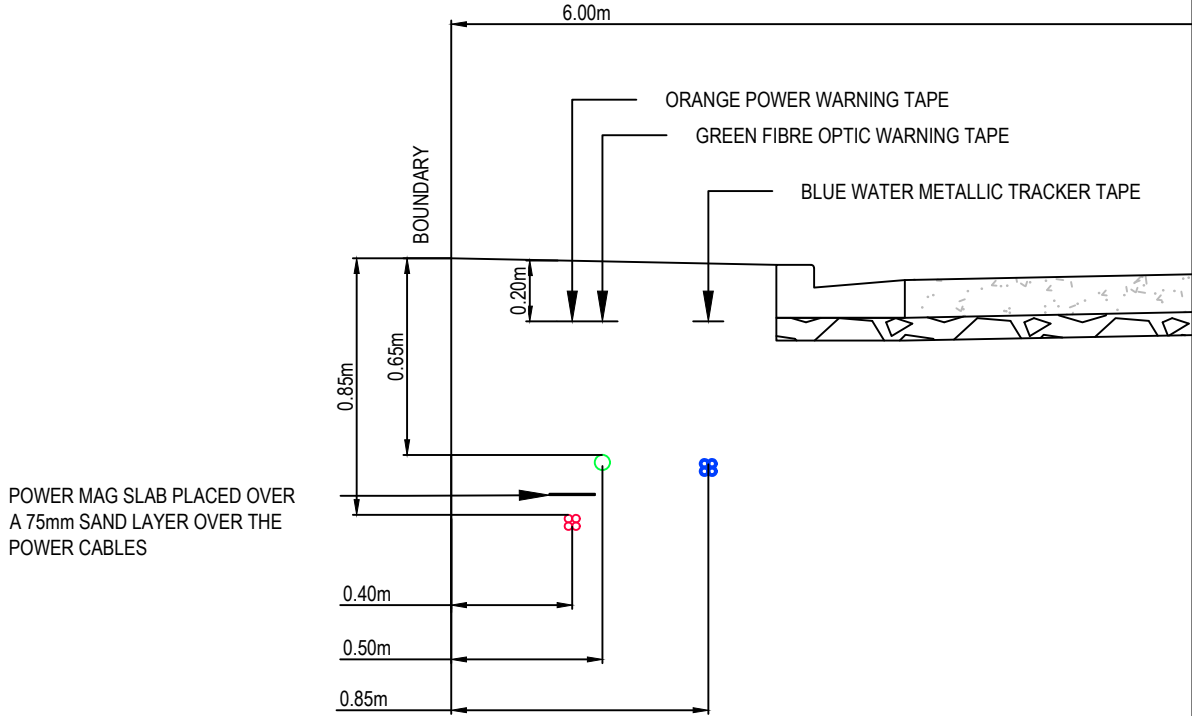 6.00m
ORANGE POWER WARNING TAPE
GREEN FIBRE OPTIC WARNING TAPE
BOUNDARY
BLUE WATER METALLIC TRACKER TAPE
0.20m
0.65m
0.85m
POWER MAG SLAB PLACED OVER
A 75mm SAND LAYER OVER THE
POWER CABLES
0.40m
0.50m
0.85m